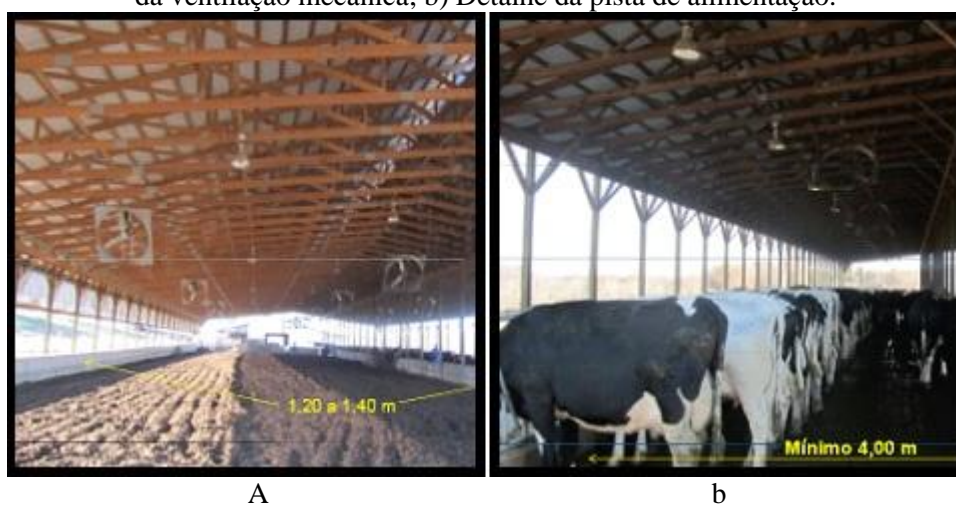 da ventilação mecânica; b) Detalhe da pista de alimentação.
1,20 a 1,40 m
Mínimo 4,00 m
A
b